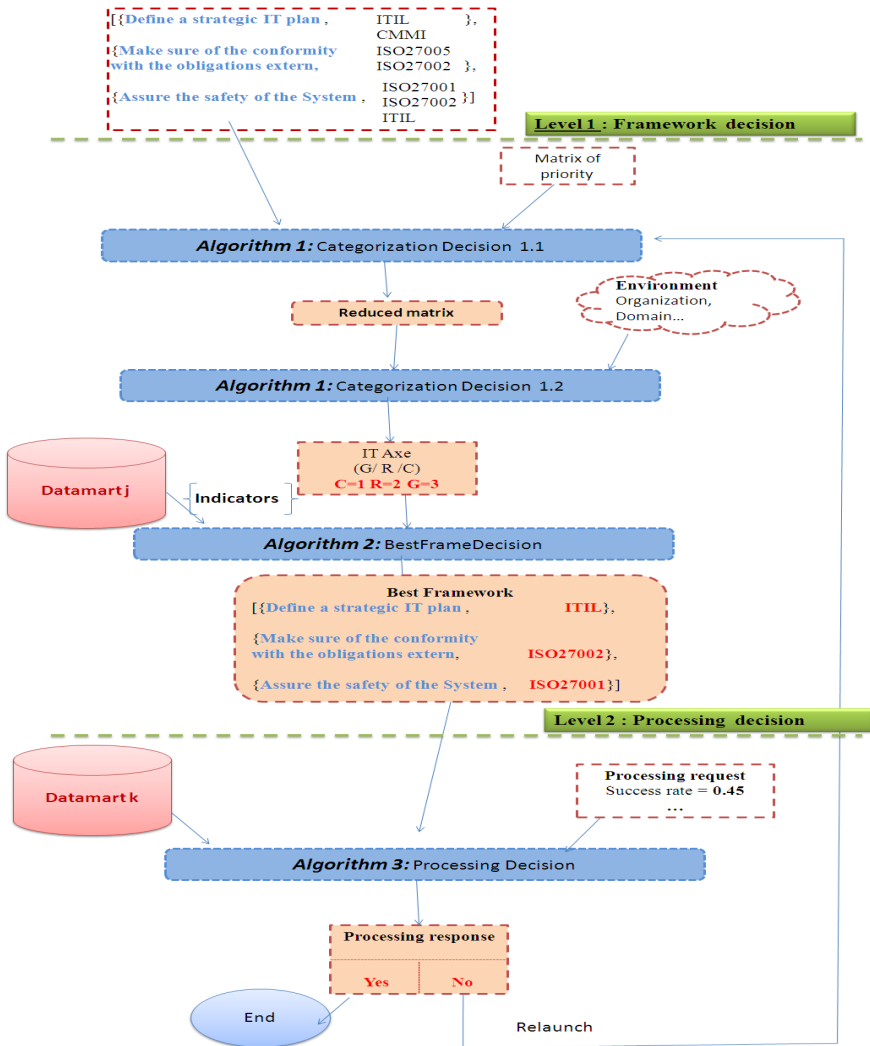 [{Define a strategic IT plan , ITIL },
CMMI
{Make sure of the conformity ISO27005
with the obligations extern, ISO27002 },
ISO27001
{Assure the safety of the System , ISO27002 }]
ITIL
Level 1 : Framework decision
Matrix of
priority
Algorithm 1: Categorization Decision 1.1
Environment
Organization,
Domain...
Reduced matrix
Algorithm 1: Categorization Decision 1.2
IT Axe
(G/ R /C)
C=1 R=2 G=3
Datamart j
Indicators
Algorithm 2: BestFrameDecision
Best Framework
[{Define a strategic IT plan , ITIL},
{Make sure of the conformity
with the obligations extern, ISO27002},
{Assure the safety of the System , ISO27001}]
Level 2 : Processing decision
Datamart k
Processing request
Success rate = 0.45
...
Algorithm 3: Processing Decision
Processing response
Yes No
End
Relaunch